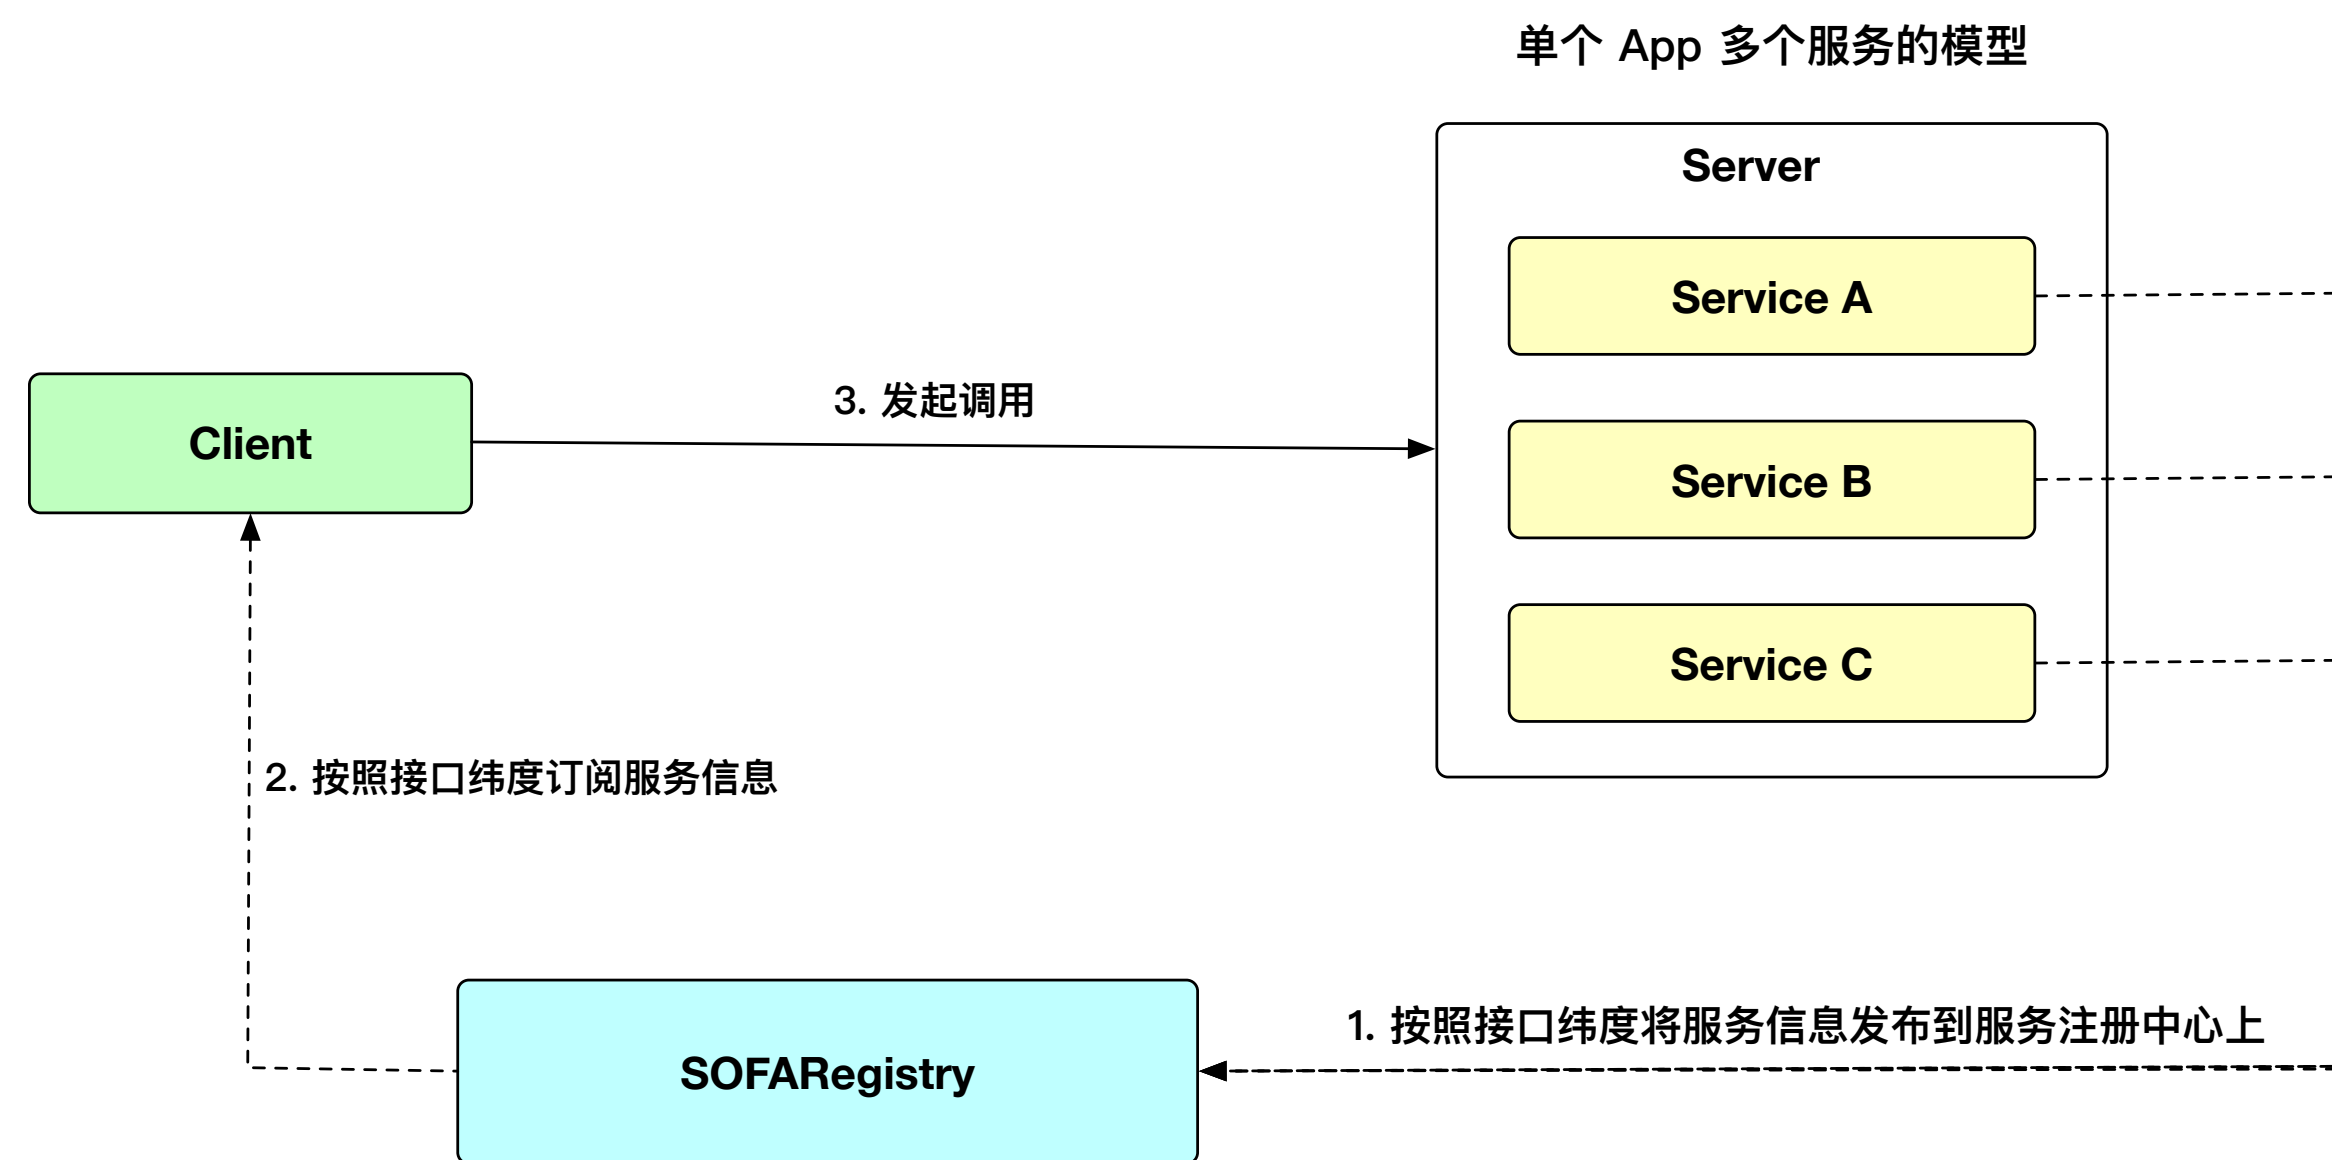 单个 App 多个服务的模型
Server
Service A
3. 发起调用
Client
Service B
Service C
2. 按照接口纬度订阅服务信息
1. 按照接口纬度将服务信息发布到服务注册中心上
SOFARegistry